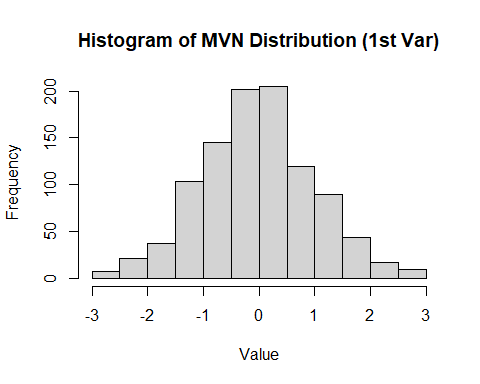 Histogram of MVN Distribution (1st Var)
Frequency
200
150
100
50
0
-3 -2 -1 0 1 2 3
Value